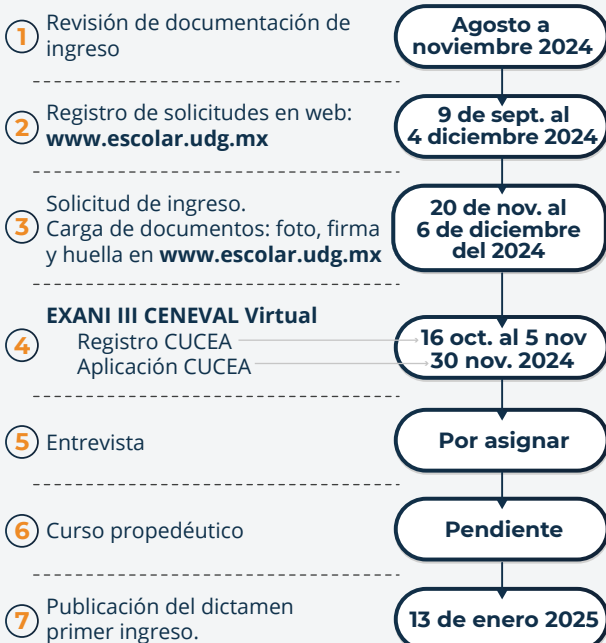 1
Revisión de documentación de
ingreso
Agosto a
noviembre 2024
2
Registro de solicitudes en web:
www.escolar.udg.mx
9 de sept. al
4 diciembre 2024
3
Solicitud de ingreso.
Carga de documentos: foto, firma
y huella en www.escolar.udg.mx
20 de nov. al
6 de diciembre
del 2024
4
EXANI III CENEVAL Virtual
Registro CUCEA
Aplicación CUCEA
16 oct. al 5 nov
30 nov. 2024
5
Entrevista
Por asignar
6
Curso propedéutico
Pendiente
7
Publicación del dictamen
primer ingreso.
13 de enero 2025